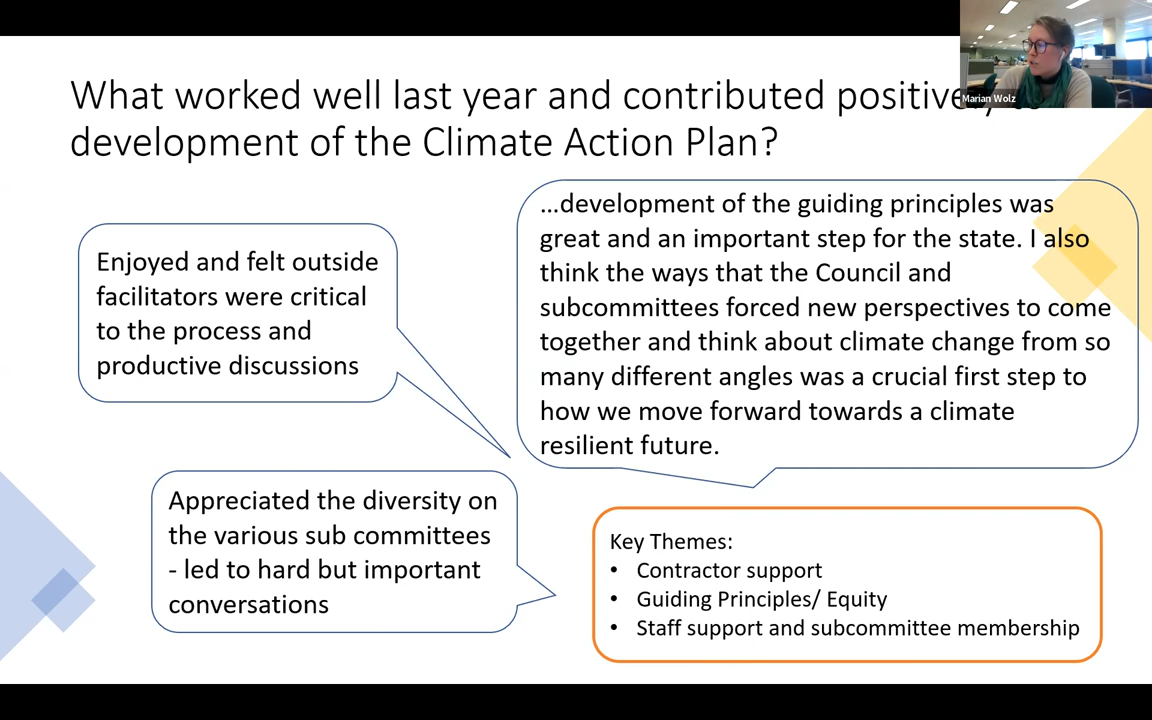 Marian Wolz
What worked well last year and contributed
development of the Climate Action Plan?
Enjoyed and felt outside
facilitators were critical
to the process and
productive discussions
...development of the guiding principles was
great and an important step for the state. I also
think the ways that the Council and
subcommittees forced new perspectives to come
together and think about climate change from so
many different angles was a crucial first step to
how we move forward towards a climate
resilient future.
Appreciated the diversity on
the various sub committees
- led to hard but important
conversations
Key Themes:
• Contractor support
• Guiding Principles/ Equity
• Staff support and subcommittee membership